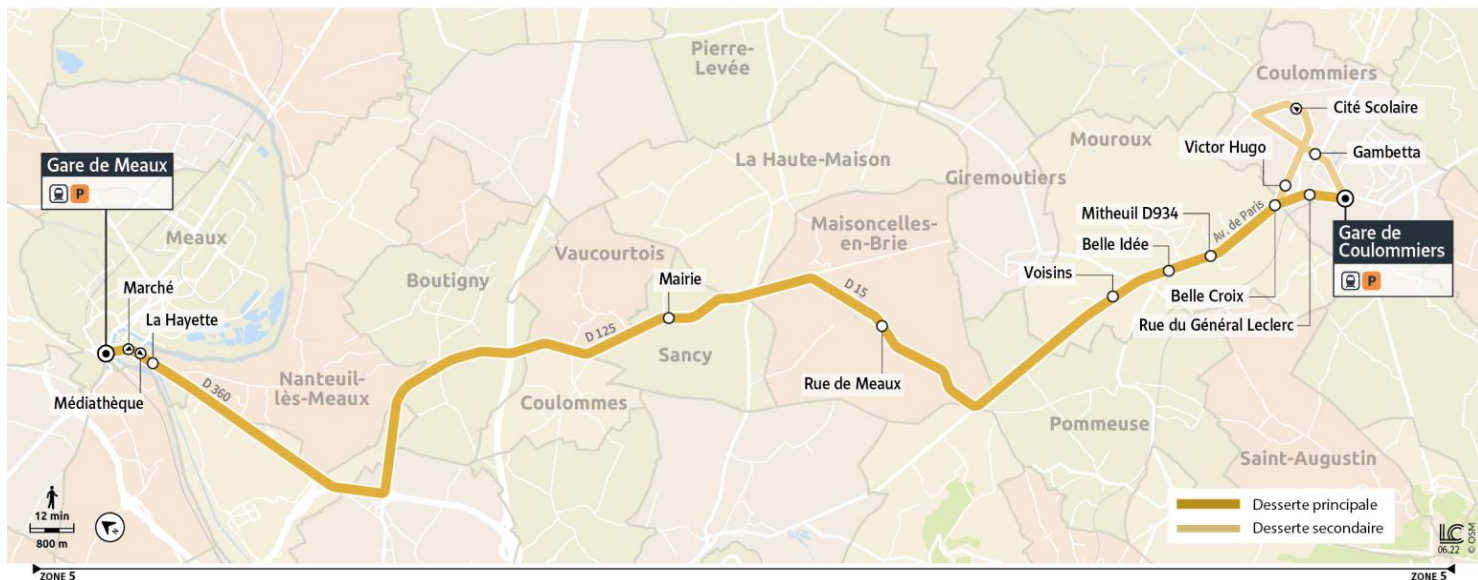 Pierre-
Levée
Coulommiers
Cité Scolaire
Mouroux
Victor Hugo
Gambetta
La Haute-Maison
Gare de Meaux
P
Giremoutiers
Mitheuil D934
Av. de Paris
Maisoncelles-
en-Brie
Meaux
Gare de
Coulommiers
P
Vaucourtois
Belle Idée
Boutigny
Mairie
Voisins
Marché
D 15
Belle Croix
La Hayette
Rue du Général Leclerc
D 125
Sancy
Nanteuil-
lès-Meaux
Rue de Meaux
D 360
Médiathèque
Coulommes
Pommeuse
Saint-Augustin
12 min
800 m
Desserte principale
Desserte secondaire
LC
06.22
© OSM
ZONE 5
ZONE 5